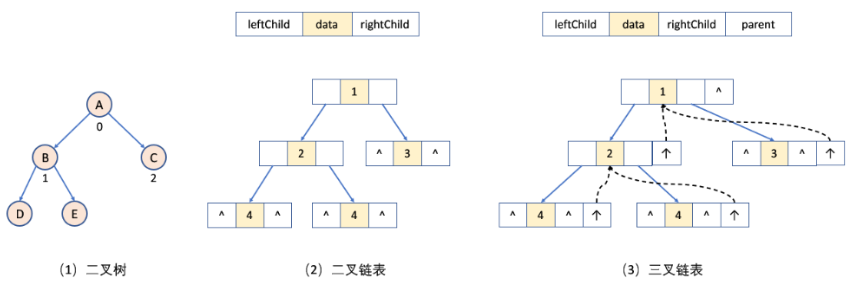 leftChild data rightChild
leftChild data rightChild parent
A
0
B
1
C
2
D
E
1
2
^ 3 ^
^ 4 ^
^ 4 ^
1 ^
2 ↑
^ 3 ^ ↑
^ 4 ^ ↑
^ 4 ^ ↑
（1）二叉树
（2）二叉链表
（3）三叉链表